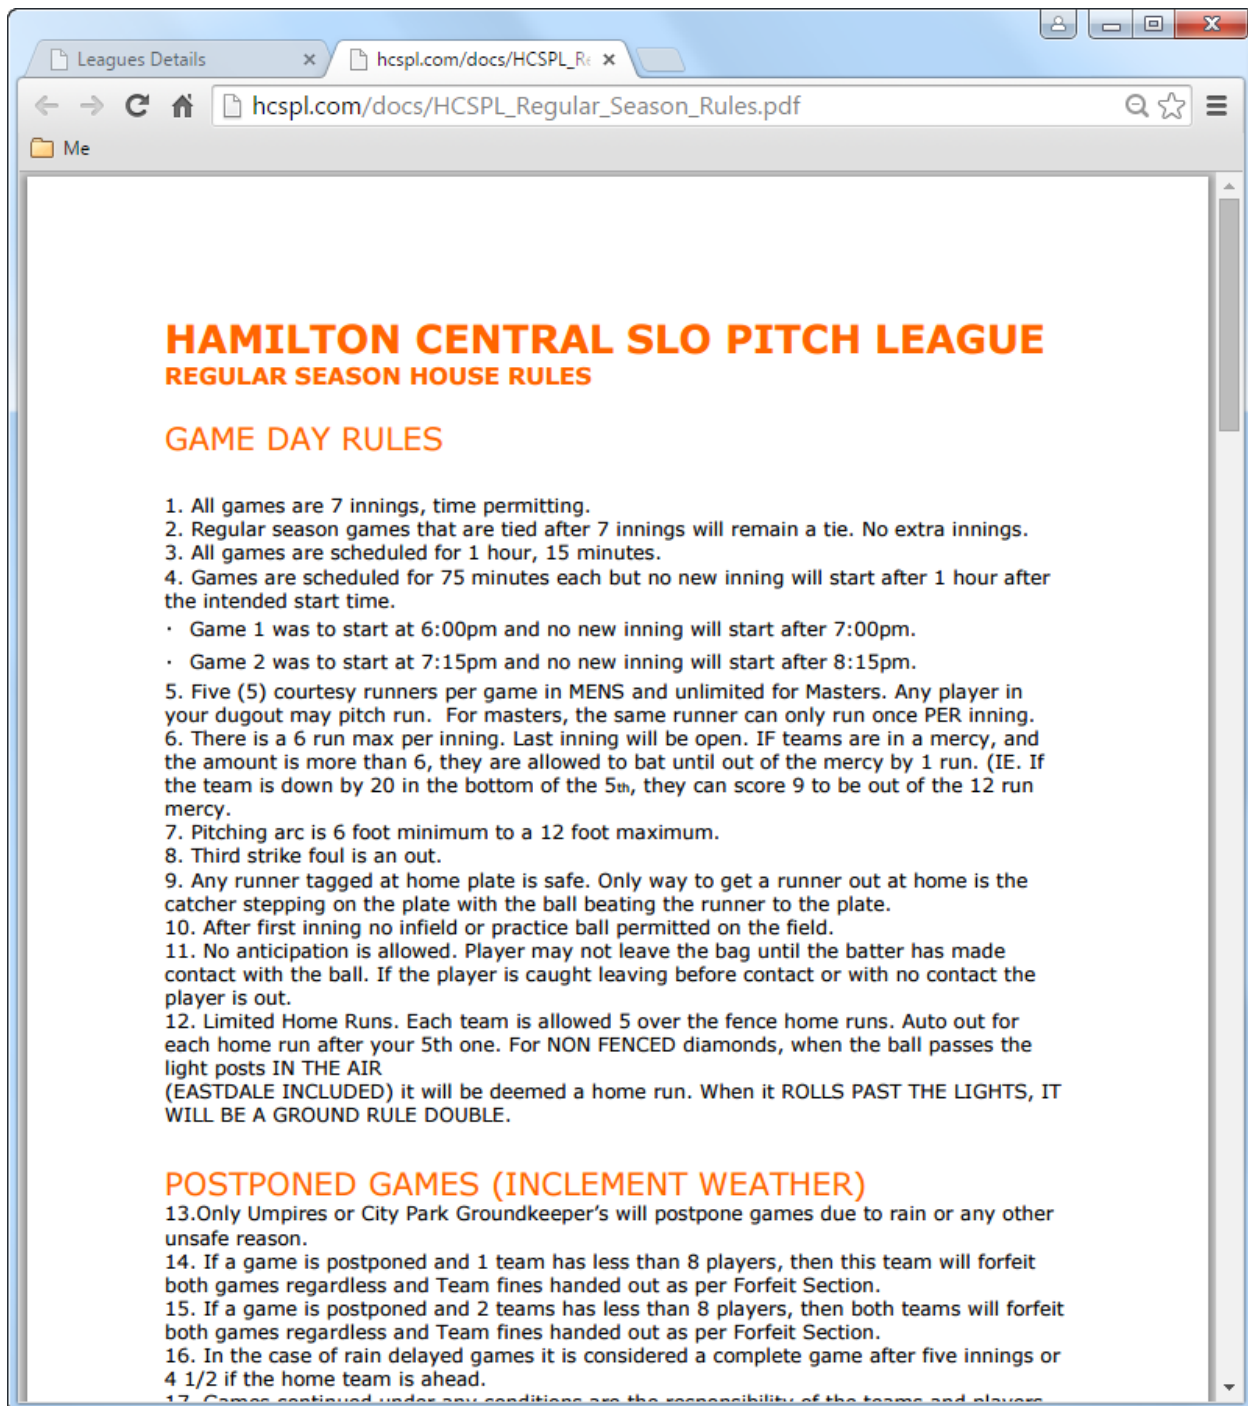 Leagues Details
hcspl.com/docs/HCSPL_Re
hcspl.com/docs/HCSPL_Regular_Season_Rules.pdf
Me
HAMILTON CENTRAL SLO PITCH LEAGUE
REGULAR SEASON HOUSE RULES
GAME DAY RULES
1. All games are 7 innings, time permitting.
2. Regular season games that are tied after 7 innings will remain a tie. No extra innings.
3. All games are scheduled for 1 hour, 15 minutes.
4. Games are scheduled for 75 minutes each but no new inning will start after 1 hour after
the intended start time.
· Game 1 was to start at 6:00pm and no new inning will start after 7:00pm.
· Game 2 was to start at 7:15pm and no new inning will start after 8:15pm.
5. Five (5) courtesy runners per game in MENS and unlimited for Masters. Any player in
your dugout may pitch run.  For masters, the same runner can only run once PER inning.
6. There is a 6 run max per inning. Last inning will be open. IF teams are in a mercy, and
the amount is more than 6, they are allowed to bat until out of the mercy by 1 run. (IE. If
the team is down by 20 in the bottom of the 5th, they can score 9 to be out of the 12 run
mercy.
7. Pitching arc is 6 foot minimum to a 12 foot maximum.
8. Third strike foul is an out.
9. Any runner tagged at home plate is safe. Only way to get a runner out at home is the
catcher stepping on the plate with the ball beating the runner to the plate.
10. After first inning no infield or practice ball permitted on the field.
11. No anticipation is allowed. Player may not leave the bag until the batter has made
contact with the ball. If the player is caught leaving before contact or with no contact the
player is out.
12. Limited Home Runs. Each team is allowed 5 over the fence home runs. Auto out for
each home run after your 5th one. For NON FENCED diamonds, when the ball passes the
light posts IN THE AIR
(EASTDALE INCLUDED) it will be deemed a home run. When it ROLLS PAST THE LIGHTS, IT
WILL BE A GROUND RULE DOUBLE.
POSTPONED GAMES (INCLEMENT WEATHER)
13.Only Umpires or City Park Groundkeeper’s will postpone games due to rain or any other
unsafe reason.
14. If a game is postponed and 1 team has less than 8 players, then this team will forfeit
both games regardless and Team fines handed out as per Forfeit Section.
15. If a game is postponed and 2 teams has less than 8 players, then both teams will forfeit
both games regardless and Team fines handed out as per Forfeit Section.
16. In the case of rain delayed games it is considered a complete game after five innings or
4 1/2 if the home team is ahead.
17. Games continued under any conditions are the responsibility of the teams and players